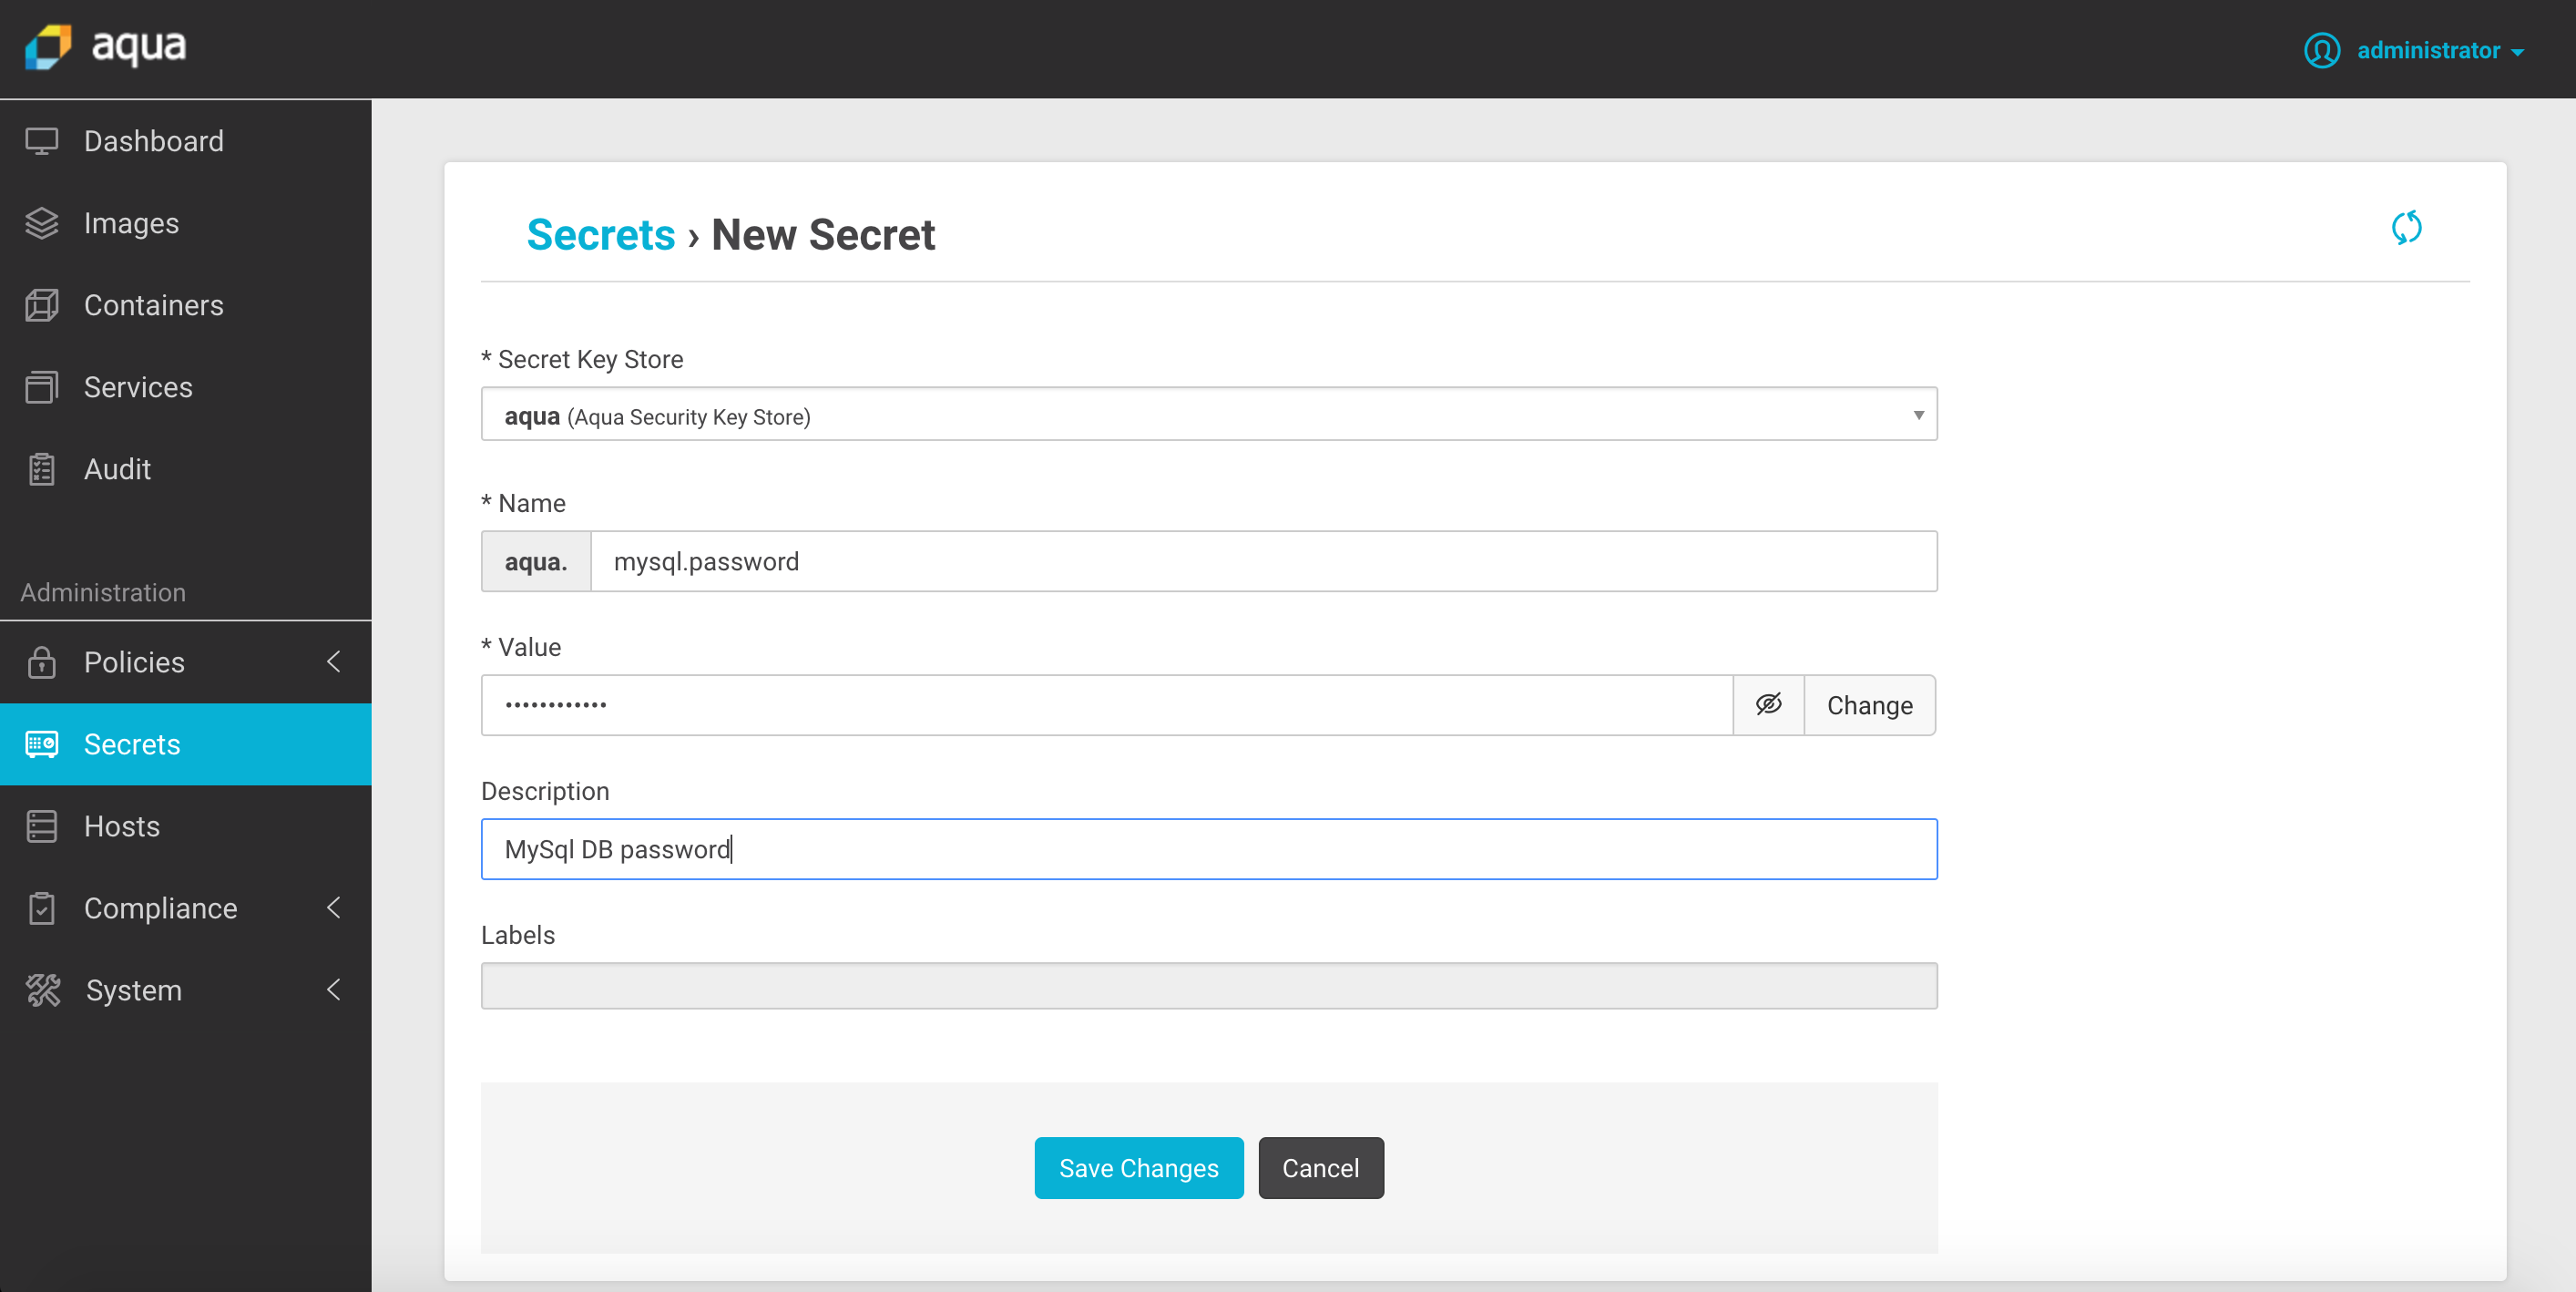 aqua
administrator
Dashboard
Images
Containers
Services
Audit
Administration
Policies
Secrets
Hosts
Compliance
System
Secrets › New Secret
* Secret Key Store
aqua (Aqua Security Key Store)
* Name
aqua. mysql.password
* Value
•••••••••••• Change
Description
MySql DB password
Labels
Save Changes Cancel